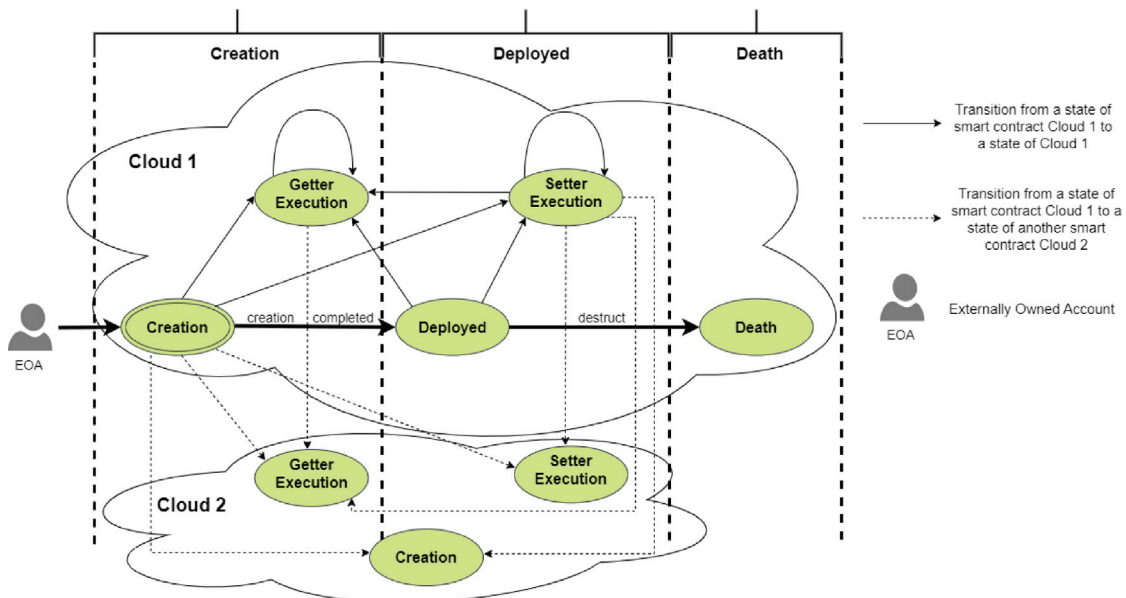 Creation
Deployed
Death
Transition from a state of
smart contract Cloud 1 to
a state of Cloud 1
Cloud 1
Getter
Execution
Setter
Execution
Transition from a state of
smart contract Cloud 1 to a
state of another smart
contract Cloud 2
EOA
Creation
creation
completed
Deployed
destruct
Death
EOA
Externally Owned Account
Cloud 2
Getter
Execution
Setter
Execution
Creation